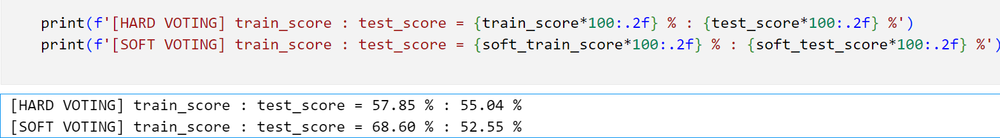 print(f'[HARD VOTING] train_score : test_score = {train_score*100:.2f} % : {test_score*100:.2f} %')
print(f'[SOFT VOTING] train_score : test_score = {soft_train_score*100:.2f} % : {soft_test_score*100:.2f} %')
[HARD VOTING] train_score : test_score = 57.85 % : 55.04 %
[SOFT VOTING] train_score : test_score = 68.60 % : 52.55 %